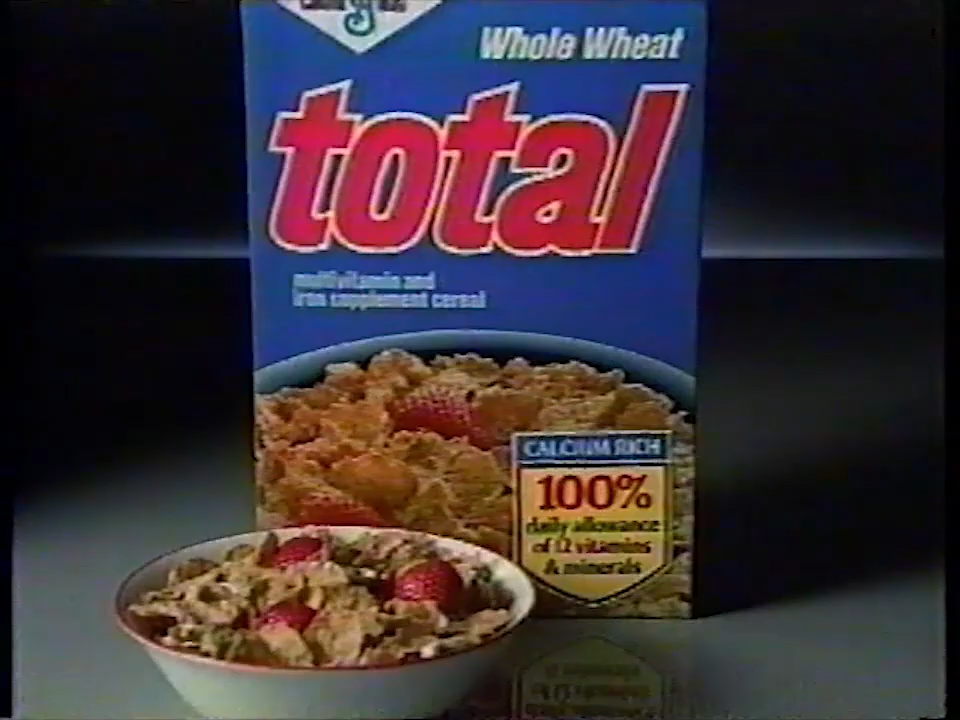 Whole Wheat
total
multivitamin and
iron supplement cereal
CALCIUM RICH
100%
daily allowance
of 12 vitamins
& minerals